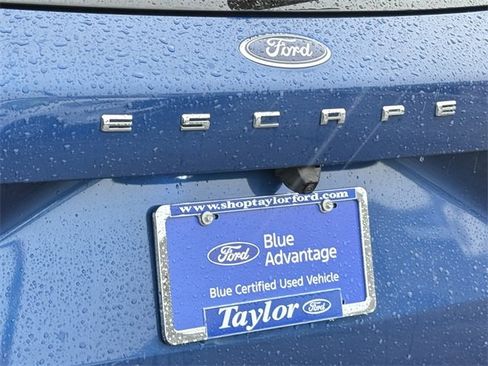 Ford
ESCAPE
www.shoptaylorford.com
Ford Blue Advantage
Blue Certified Used Vehicle
Taylor Ford